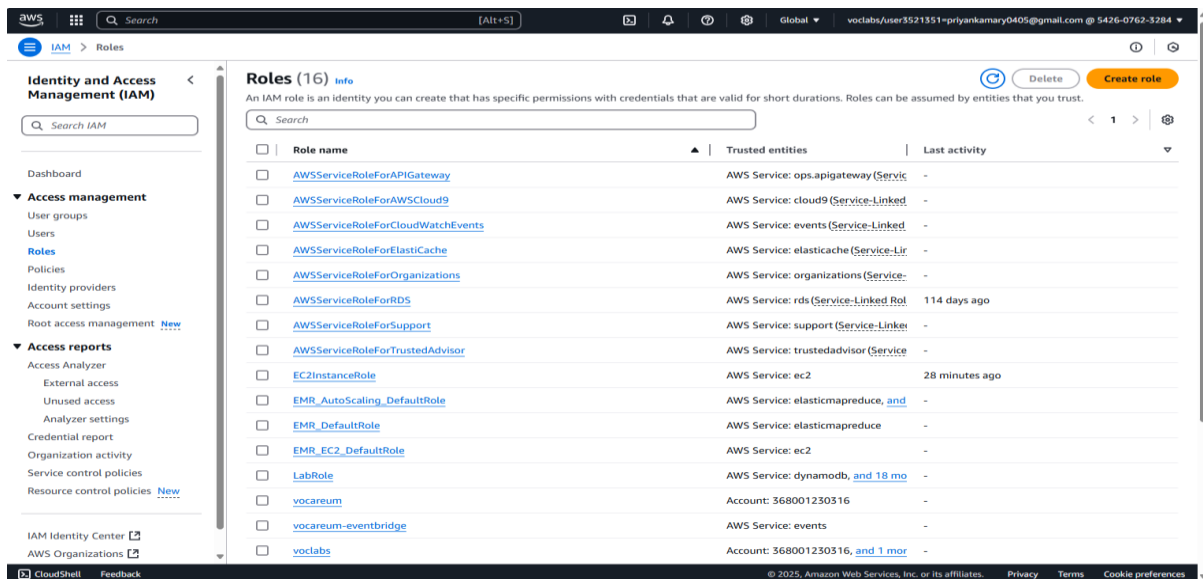 aws Search [Alt+S] Global ▼ voclabs/user3521351=priyankamary0405@gmail.com @ 5426-0762-3284 ▼
IAM > Roles
Identity and Access Management (IAM)
Search IAM
Dashboard
Access management
User groups
Users
Roles
Policies
Identity providers
Account settings
Root access management New
Access reports
Access Analyzer
External access
Unused access
Analyzer settings
Credential report
Organization activity
Service control policies
Resource control policies New
IAM Identity Center
AWS Organizations
Roles (16) Info Delete Create role
An IAM role is an identity you can create that has specific permissions with credentials that are valid for short durations. Roles can be assumed by entities that you trust.
Search < 1 >
Role name Trusted entities Last activity
AWSServiceRoleForAPIGateway AWS Service: ops.apigateway (Servic -
AWSServiceRoleForAWSCloud9 AWS Service: cloud9 (Service-Linked -
AWSServiceRoleForCloudWatchEvents AWS Service: events (Service-Linked -
AWSServiceRoleForElastiCache AWS Service: elasticache (Service-Lir -
AWSServiceRoleForOrganizations AWS Service: organizations (Service- -
AWSServiceRoleForRDS AWS Service: rds (Service-Linked Rol 114 days ago
AWSServiceRoleForSupport AWS Service: support (Service-Linke -
AWSServiceRoleForTrustedAdvisor AWS Service: trustedadvisor (Service -
EC2InstanceRole AWS Service: ec2 28 minutes ago
EMR_AutoScaling_DefaultRole AWS Service: elasticmapreduce, and -
EMR_DefaultRole AWS Service: elasticmapreduce -
EMR_EC2_DefaultRole AWS Service: ec2 -
LabRole AWS Service: dynamodb, and 18 mo -
vocareum Account: 368001230316 -
vocareum-eventbridge AWS Service: events -
voclabs Account: 368001230316, and 1 mor -
CloudShell Feedback © 2025, Amazon Web Services, Inc. or its affiliates. Privacy Terms Cookie preferences